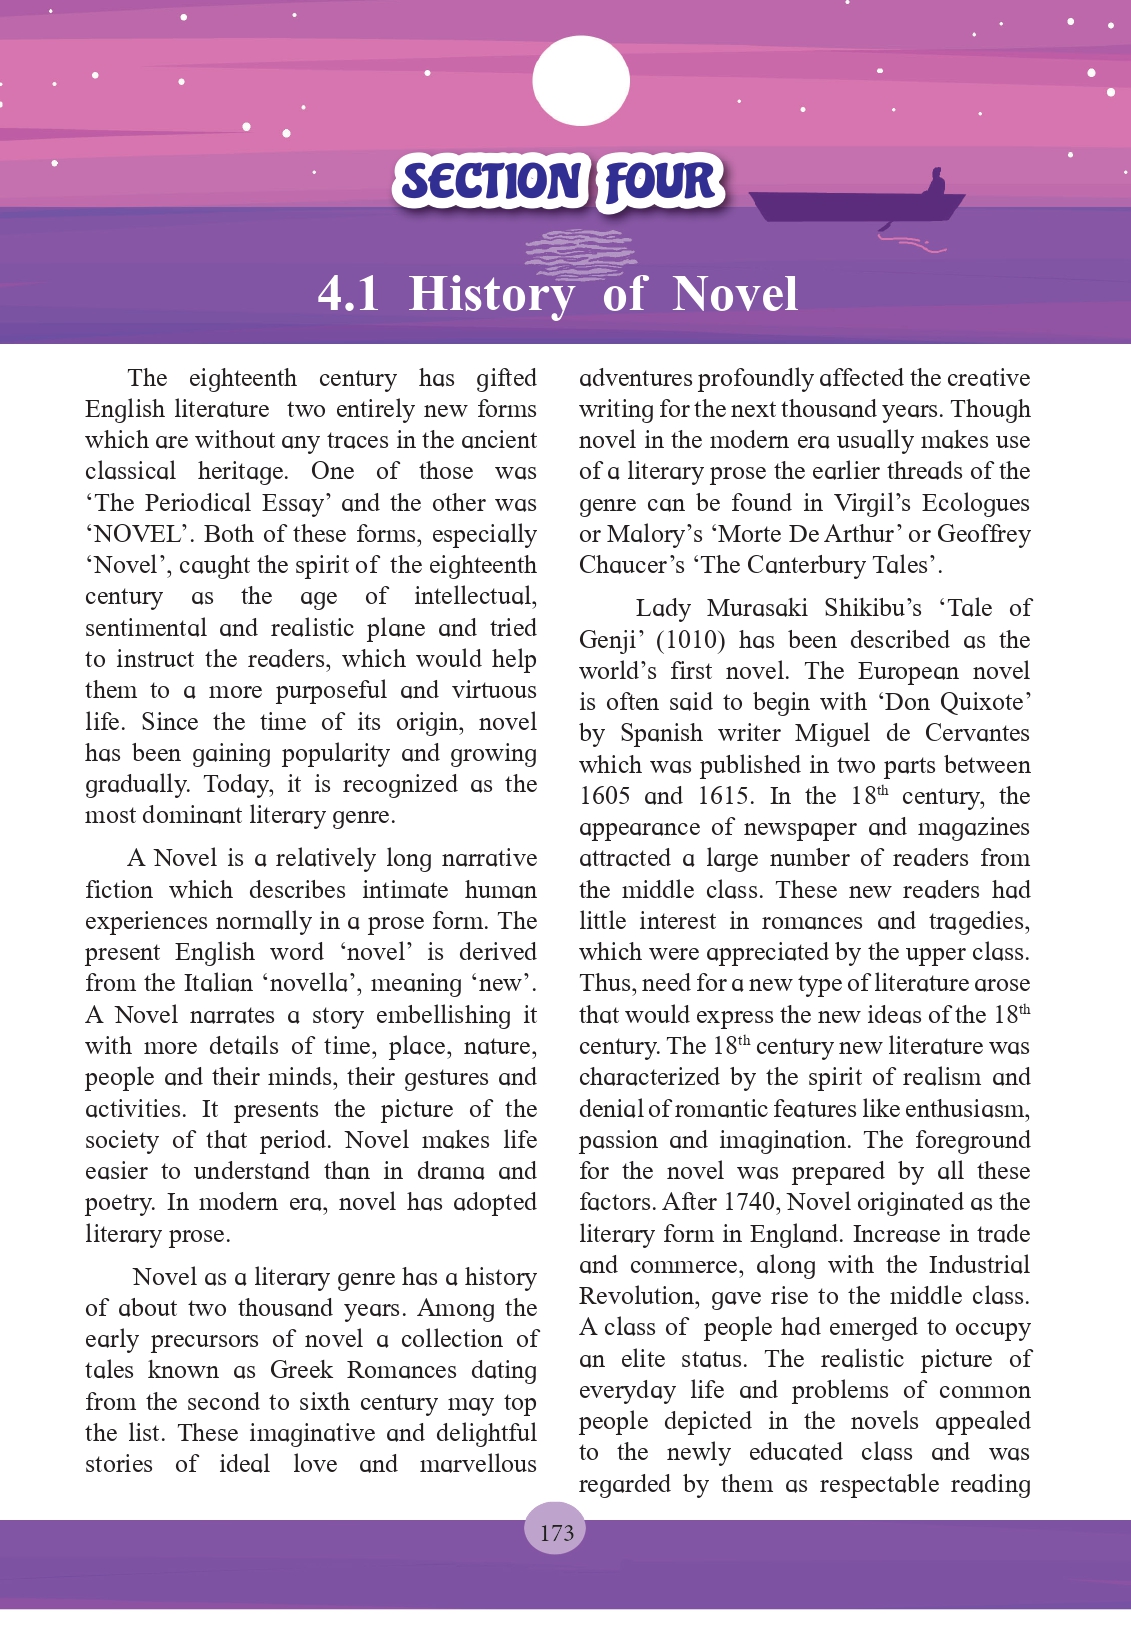 SECTION FOUR
4.1 History of Novel
The eighteenth century has gifted
English literature two entirely new forms
which are without any traces in the ancient
classical heritage. One of those was
‘The Periodical Essay’ and the other was
‘NOVEL’. Both of these forms, especially
‘Novel’, caught the spirit of the eighteenth
century as the age of intellectual,
sentimental and realistic plane and tried
to instruct the readers, which would help
them to a more purposeful and virtuous
life. Since the time of its origin, novel
has been gaining popularity and growing
gradually. Today, it is recognized as the
most dominant literary genre.
A Novel is a relatively long narrative
fiction which describes intimate human
experiences normally in a prose form. The
present English word ‘novel’ is derived
from the Italian ‘novella’, meaning ‘new’.
A Novel narrates a story embellishing it
with more details of time, place, nature,
people and their minds, their gestures and
activities. It presents the picture of the
society of that period. Novel makes life
easier to understand than in drama and
poetry. In modern era, novel has adopted
literary prose.
Novel as a literary genre has a history
of about two thousand years. Among the
early precursors of novel a collection of
tales known as Greek Romances dating
from the second to sixth century may top
the list. These imaginative and delightful
stories of ideal love and marvellous
adventures profoundly affected the creative
writing for the next thousand years. Though
novel in the modern era usually makes use
of a literary prose the earlier threads of the
genre can be found in Virgil’s Ecologues
or Malory’s ‘Morte De Arthur’ or Geoffrey
Chaucer’s ‘The Canterbury Tales’.
Lady Murasaki Shikibu’s ‘Tale of
Genji’ (1010) has been described as the
world’s first novel. The European novel
is often said to begin with ‘Don Quixote’
by Spanish writer Miguel de Cervantes
which was published in two parts between
1605 and 1615. In the 18th century, the
appearance of newspaper and magazines
attracted a large number of readers from
the middle class. These new readers had
little interest in romances and tragedies,
which were appreciated by the upper class.
Thus, need for a new type of literature arose
that would express the new ideas of the 18th
century. The 18th century new literature was
characterized by the spirit of realism and
denial of romantic features like enthusiasm,
passion and imagination. The foreground
for the novel was prepared by all these
factors. After 1740, Novel originated as the
literary form in England. Increase in trade
and commerce, along with the Industrial
Revolution, gave rise to the middle class.
A class of people had emerged to occupy
an elite status. The realistic picture of
everyday life and problems of common
people depicted in the novels appealed
to the newly educated class and was
regarded by them as respectable reading
173